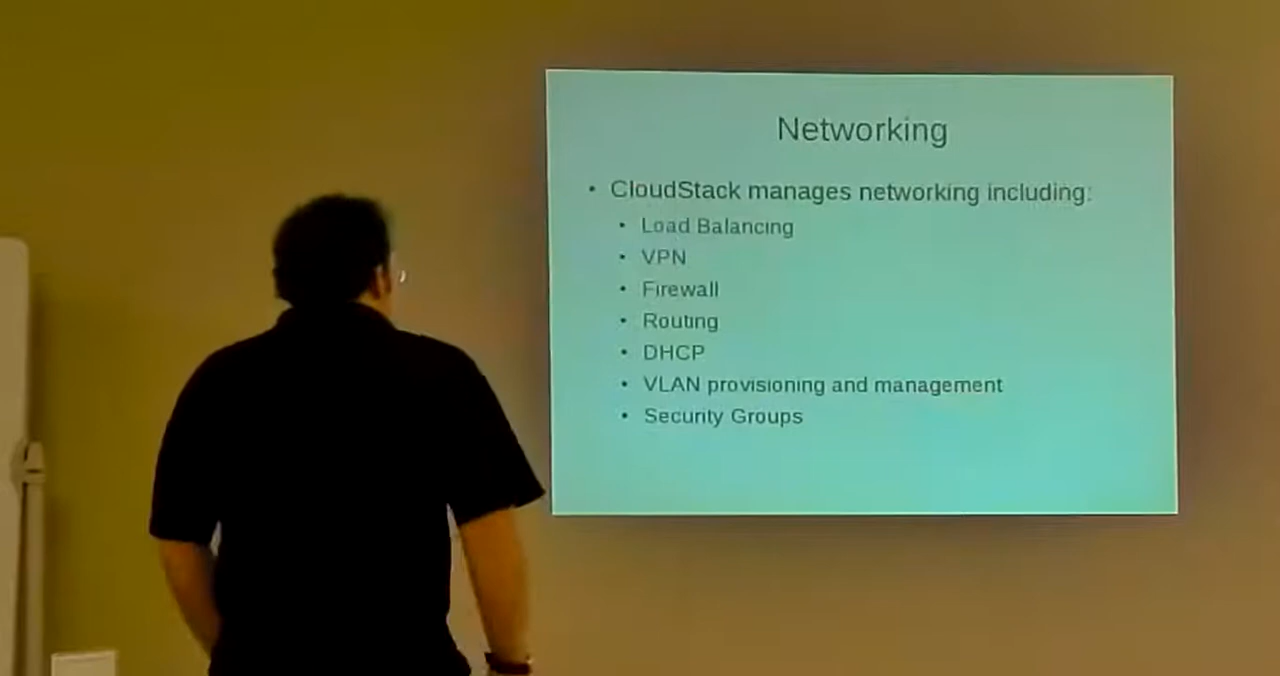 Networking
• CloudStack manages networking including:
• Load Balancing
• VPN
• Firewall
• Routing
• DHCP
• VLAN provisioning and management
• Security Groups